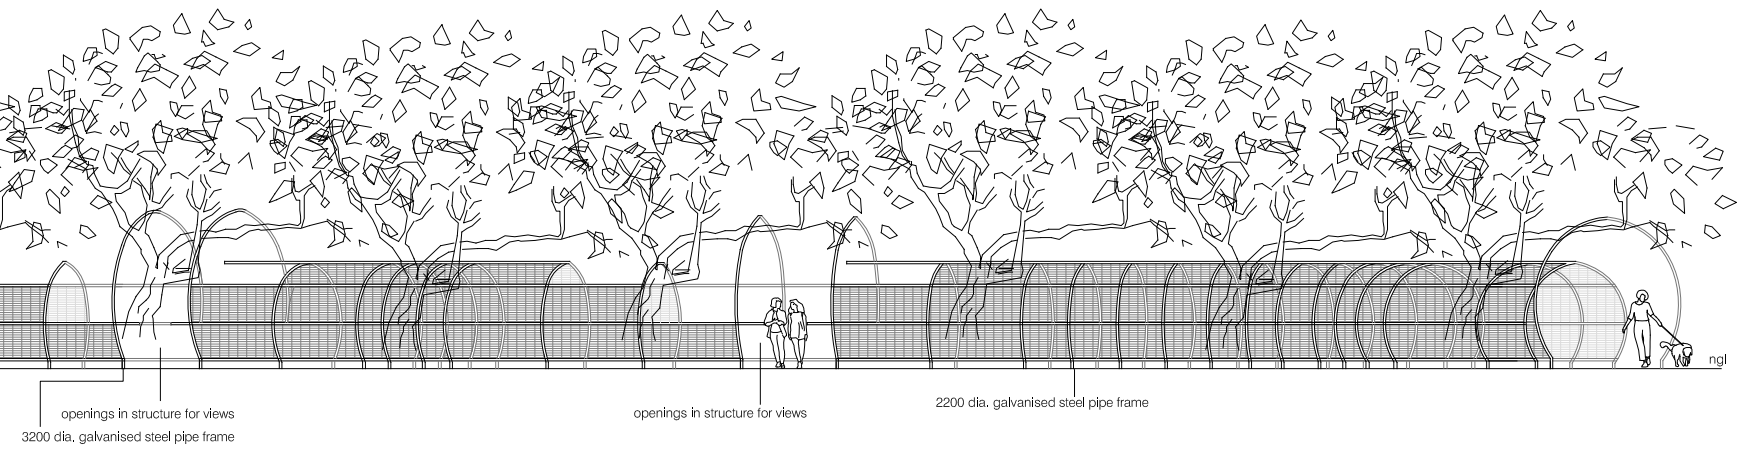 ngl
2200 dia. galvanised steel pipe frame
openings in structure for views
openings in structure for views
3200 dia. galvanised steel pipe frame